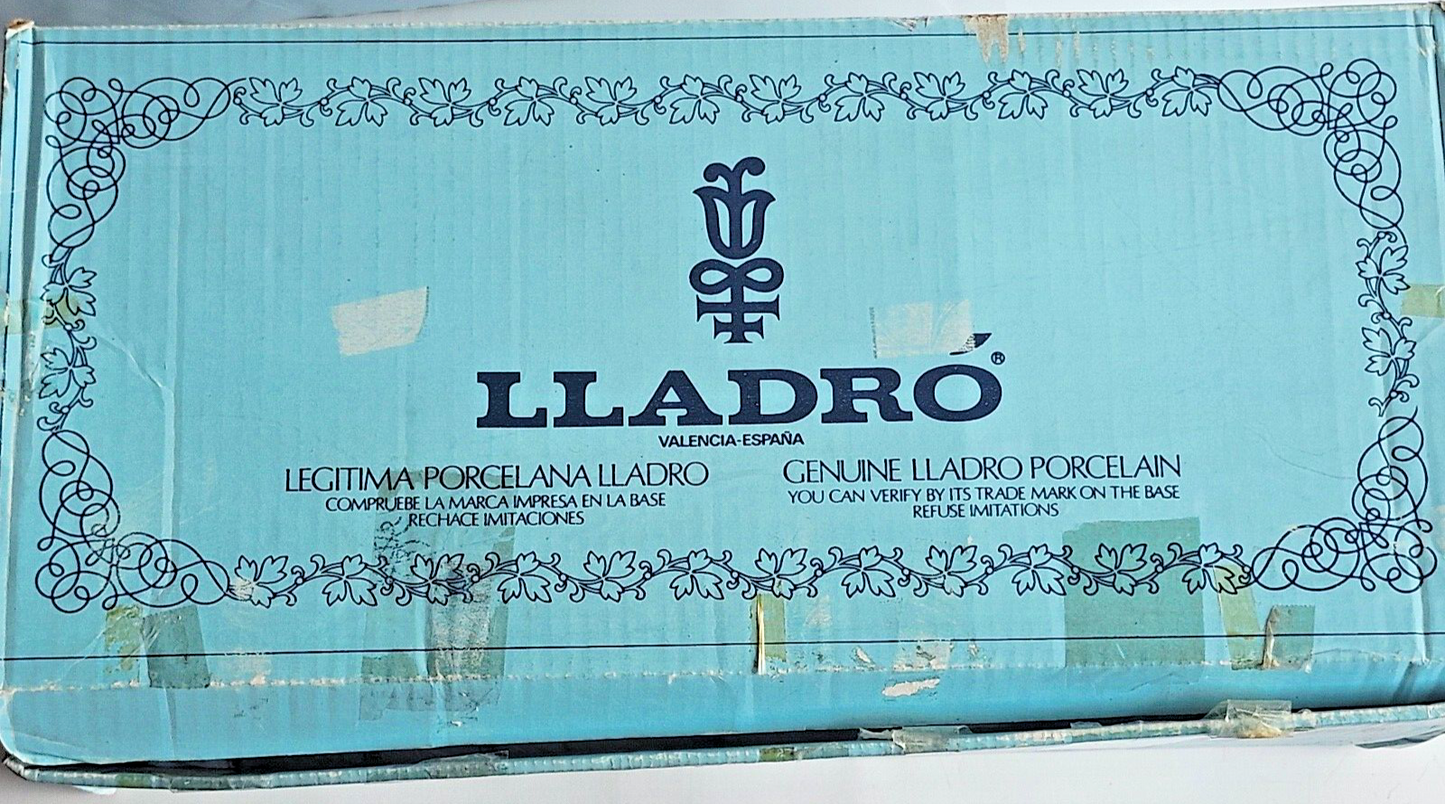 LLADRÓ®
VALENCIA-ESPAÑA
LEGITIMA PORCELANA LLADRO
COMPRUEBE LA MARCA IMPRESA EN LA BASE
RECHACE IMITACIONES
GENUINE LLADRO PORCELAIN
YOU CAN VERIFY BY ITS TRADE MARK ON THE BASE
REFUSE IMITATIONS